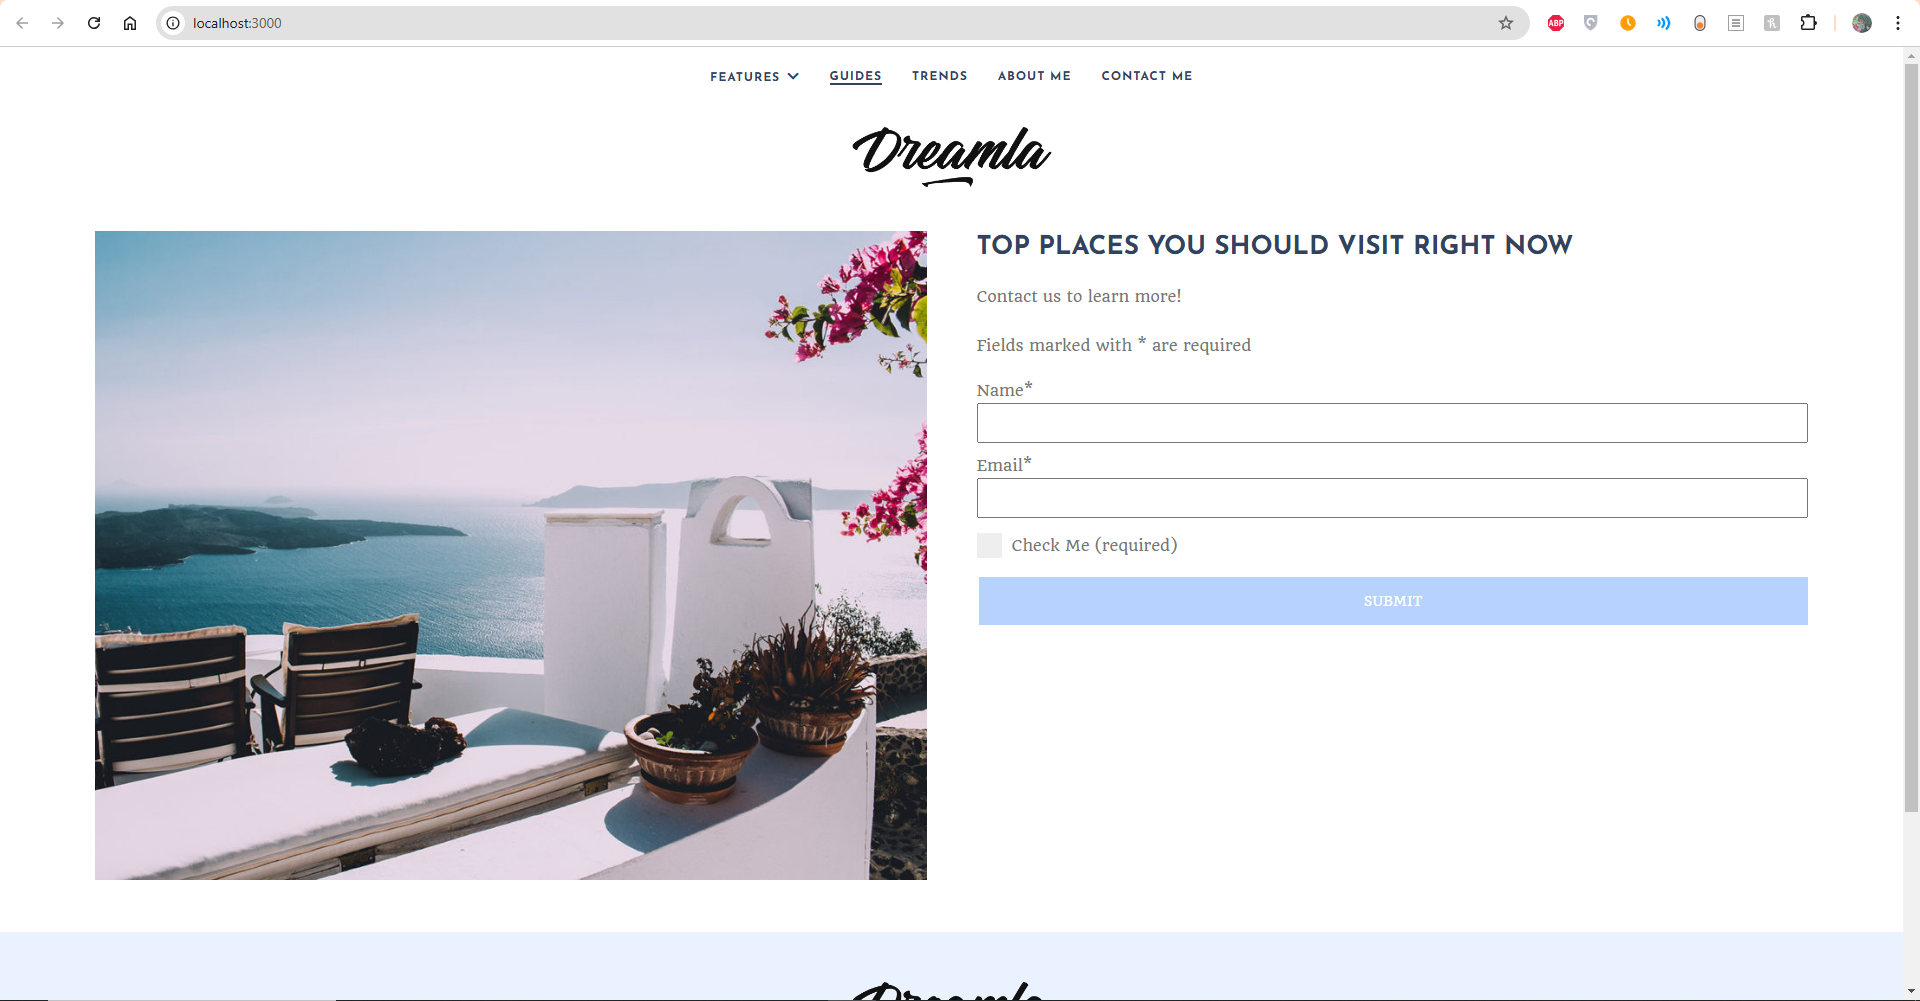 localhost:3000
ABP
FEATURES
GUIDES
TRENDS
ABOUT ME
CONTACT ME
Dreamla
TOP PLACES YOU SHOULD VISIT RIGHT NOW
Contact us to learn more!
Fields marked with * are required
Name*
Email*
Check Me (required)
SUBMIT
Dreamla